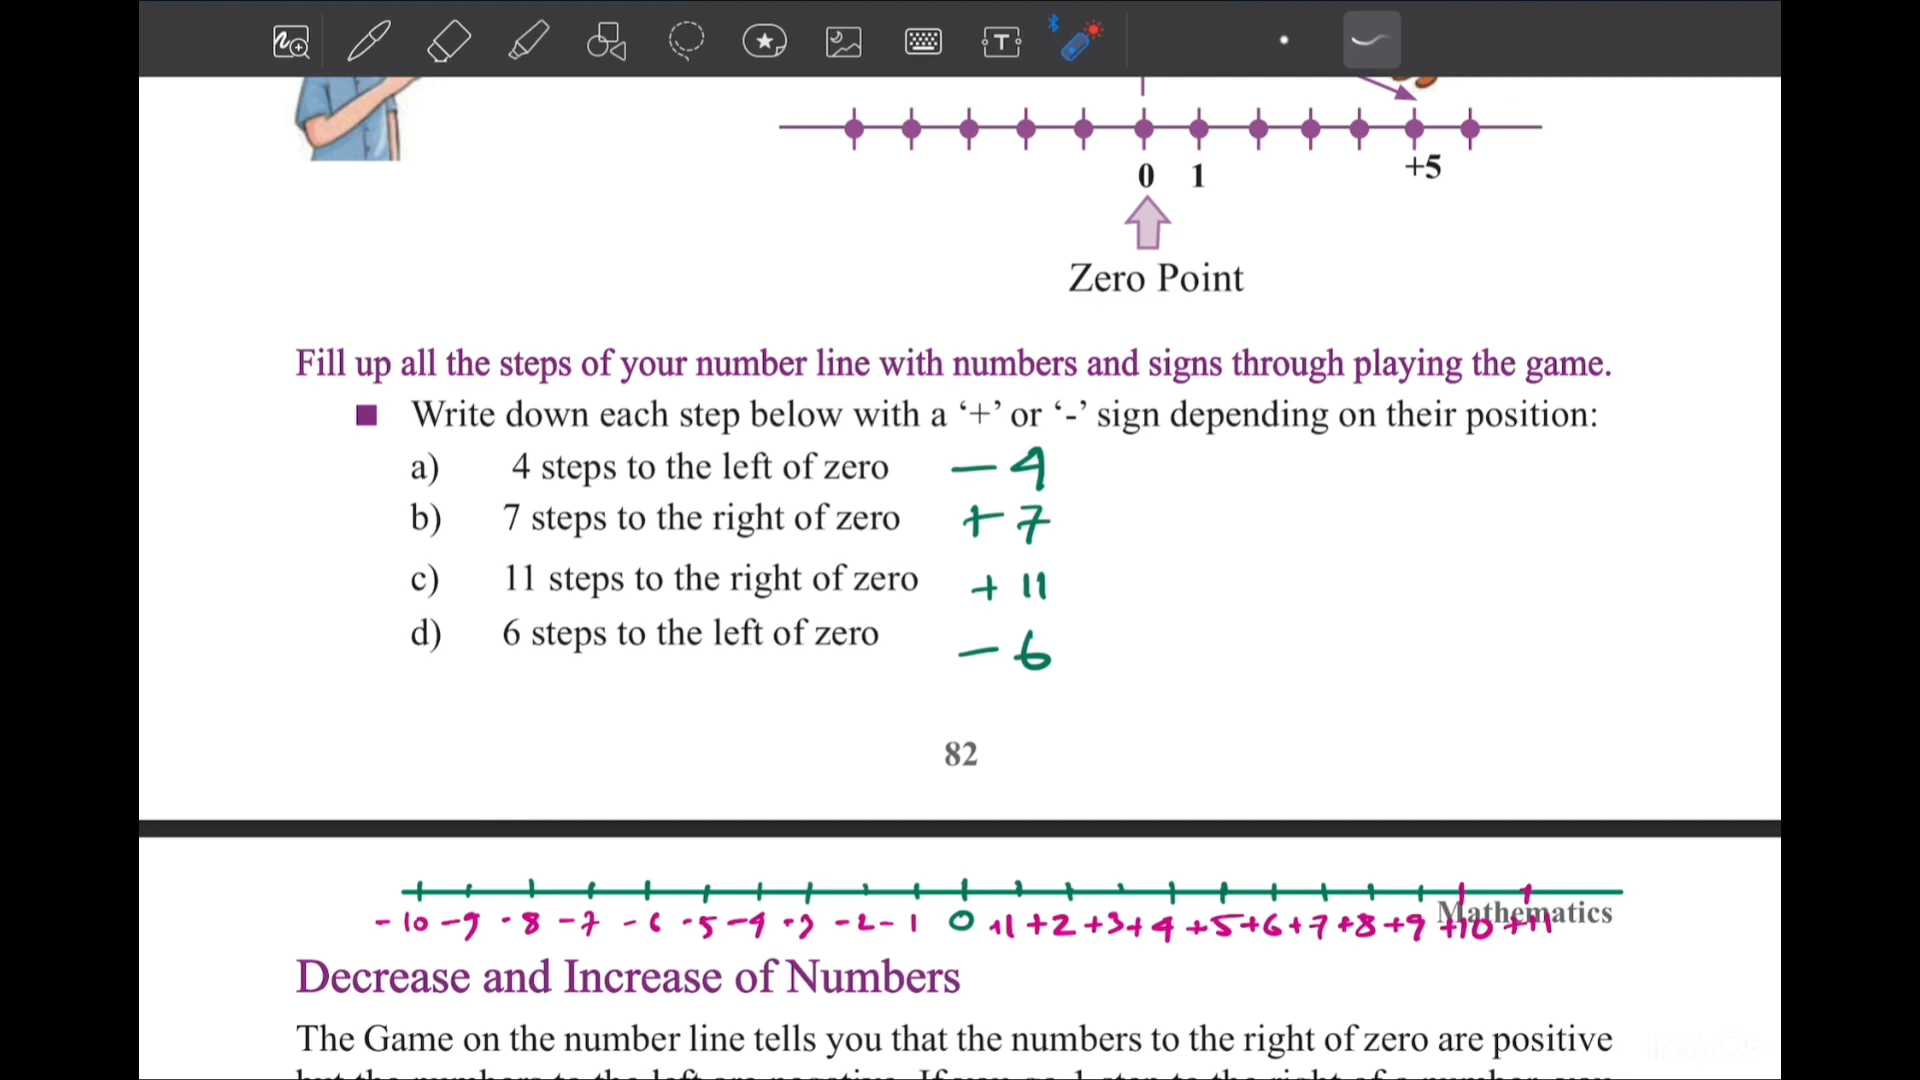 0 1 +5
Zero Point
Fill up all the steps of your number line with numbers and signs through playing the game.
■ Write down each step below with a ‘+’ or ‘-’ sign depending on their position:
a) 4 steps to the left of zero - 4
b) 7 steps to the right of zero + 7
c) 11 steps to the right of zero + 11
d) 6 steps to the left of zero - 6
82
Mathematics
-10 -9 -8 -7 -6 -5 -4 -3 -2 -1 0 +1 +2 +3 +4 +5 +6 +7 +8 +9 +10 +11
Decrease and Increase of Numbers
The Game on the number line tells you that the numbers to the right of zero are positive